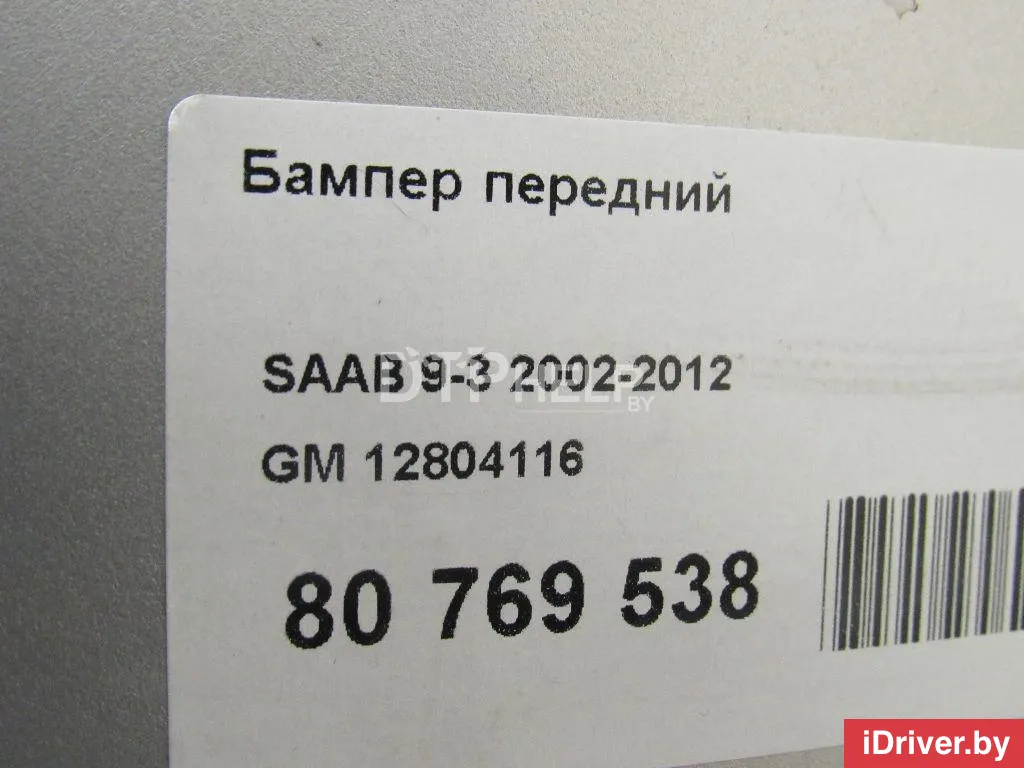 Бампер передний
SAAB 9-3 2002-2012
GM 12804116
80 769 538
iDriver.by